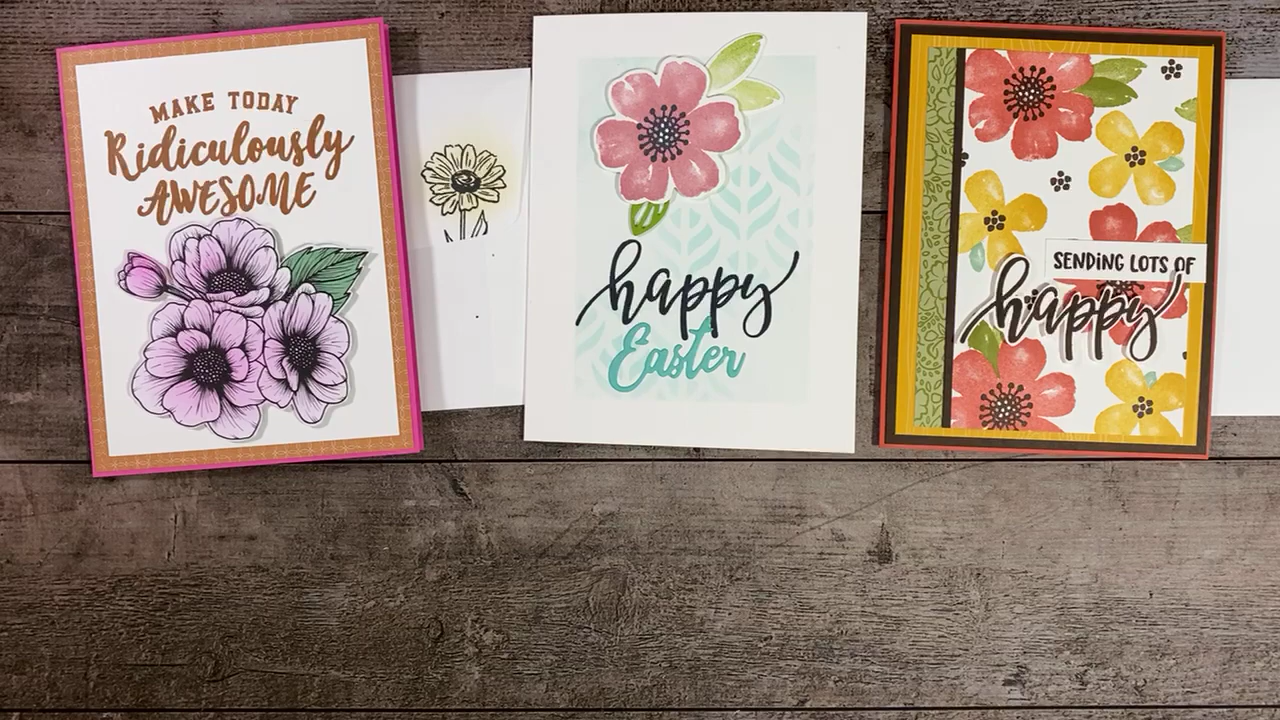 MAKE TODAY
Ridiculously
AWESOME
happy
Easter
SENDING LOTS OF
happy